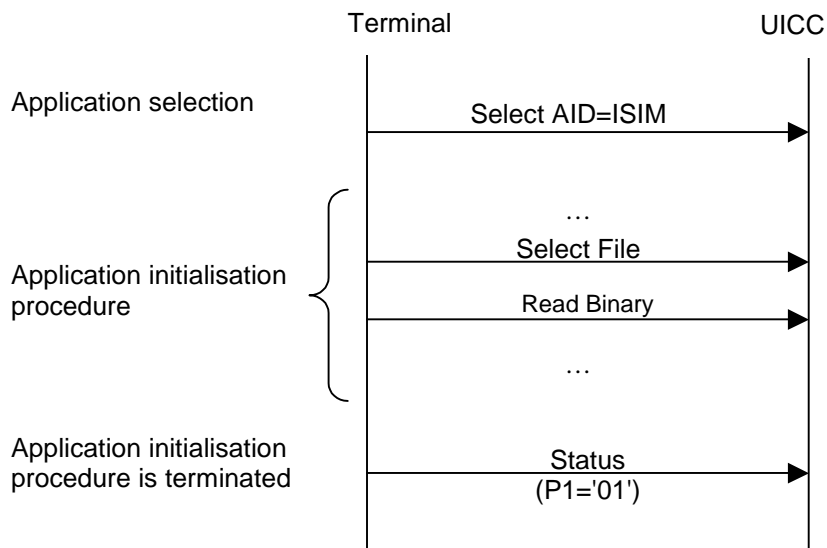 Terminal
UICC
Application selection
Select AID=ISIM
…
Select File
Application initialisation
procedure
Read Binary
…
Application initialisation
procedure is terminated
Status
(P1='01')